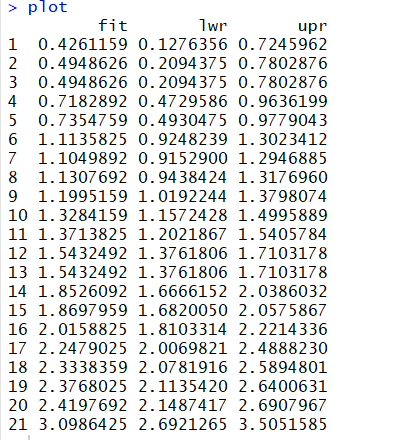 > plot
fit lwr upr
1 0.4261159 0.1276356 0.7245962
2 0.4948626 0.2094375 0.7802876
3 0.4948626 0.2094375 0.7802876
4 0.7182892 0.4729586 0.9636199
5 0.7354759 0.4930475 0.9779043
6 1.1135825 0.9248239 1.3023412
7 1.1049892 0.9152900 1.2946885
8 1.1307692 0.9438424 1.3176960
9 1.1995159 1.0192244 1.3798074
10 1.3284159 1.1572428 1.4995889
11 1.3713825 1.2021867 1.5405784
12 1.5432492 1.3761806 1.7103178
13 1.5432492 1.3761806 1.7103178
14 1.8526092 1.6666152 2.0386032
15 1.8697959 1.6820050 2.0575867
16 2.0158825 1.8103314 2.2214336
17 2.2479025 2.0069821 2.4888230
18 2.3338359 2.0781916 2.5894801
19 2.3768025 2.1135420 2.6400631
20 2.4197692 2.1487417 2.6907967
21 3.0986425 2.6921265 3.5051585